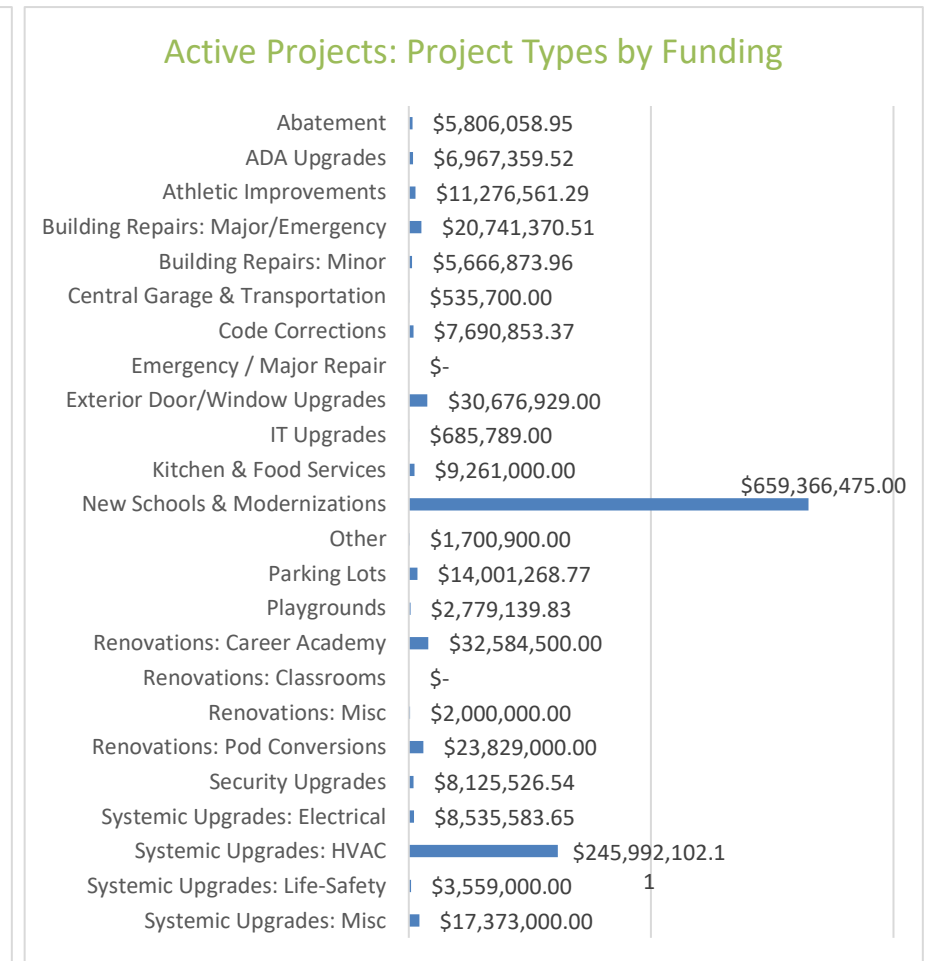 Active Projects: Project Types by Funding
Abatement $5,806,058.95
ADA Upgrades $6,967,359.52
Athletic Improvements $11,276,561.29
Building Repairs: Major/Emergency $20,741,370.51
Building Repairs: Minor $5,666,873.96
Central Garage & Transportation $535,700.00
Code Corrections $7,690,853.37
Emergency / Major Repair $-
Exterior Door/Window Upgrades $30,676,929.00
IT Upgrades $685,789.00
Kitchen & Food Services $9,261,000.00
New Schools & Modernizations $659,366,475.00
Other $1,700,900.00
Parking Lots $14,001,268.77
Playgrounds $2,779,139.83
Renovations: Career Academy $32,584,500.00
Renovations: Classrooms $-
Renovations: Misc $2,000,000.00
Renovations: Pod Conversions $23,829,000.00
Security Upgrades $8,125,526.54
Systemic Upgrades: Electrical $8,535,583.65
Systemic Upgrades: HVAC $245,992,102.1
1
Systemic Upgrades: Life-Safety $3,559,000.00
Systemic Upgrades: Misc $17,373,000.00